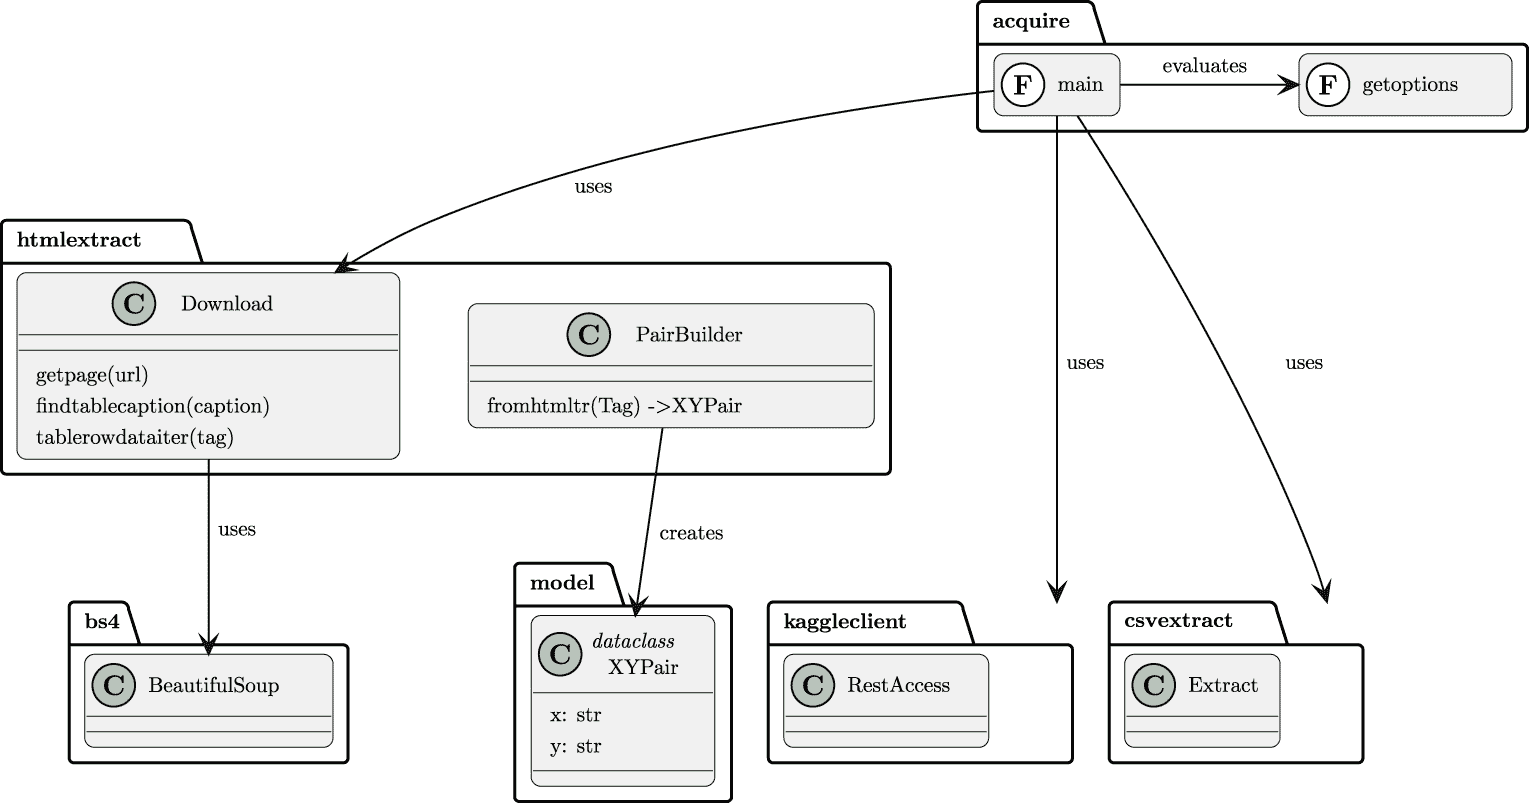 acquire
F main
evaluates
F getoptions
uses
htmlextract
C Download
getpage(url)
findtablecaption(caption)
tablerowdataiter(tag)
C PairBuilder
fromhtmltr(Tag) ->XYPair
uses
uses
uses
creates
bs4
C BeautifulSoup
model
C dataclass
XYPair
x: str
y: str
kaggleclient
C RestAccess
csvextract
C Extract